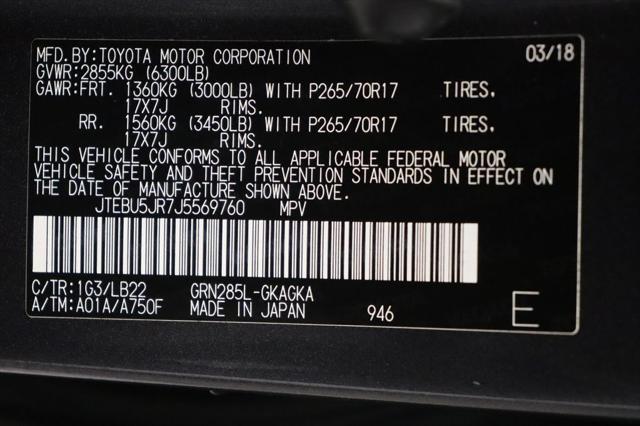 MFD.BY:TOYOTA MOTOR CORPORATION 03/18
GVWR:2855KG (6300LB)
GAWR:FRT. 1360KG (3000LB) WITH P265/70R17 TIRES,
17X7J RIMS.
RR. 1560KG (3450LB) WITH P265/70R17 TIRES,
17X7J RIMS.
THIS VEHICLE CONFORMS TO ALL APPLICABLE FEDERAL MOTOR
VEHICLE SAFETY AND THEFT PREVENTION STANDARDS IN EFFECT ON
THE DATE OF MANUFACTURE SHOWN ABOVE.
JTEBU5JR7J5569760 MPV
C/TR:1G3/LB22 GRN285L-GKAGKA
A/TM:A01A/A750F MADE IN JAPAN 946 E